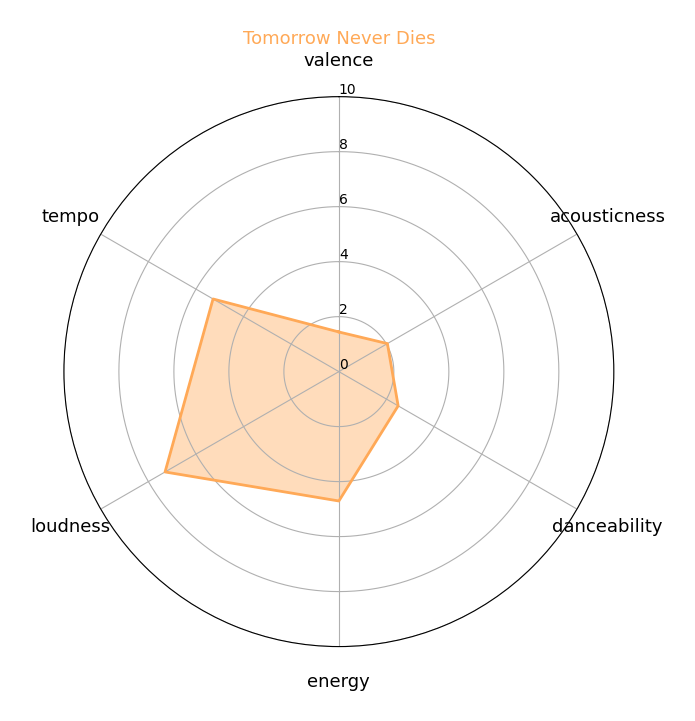 Tomorrow Never Dies
valence
10
8
tempo
acousticness
6
4
2
0
loudness
danceability
energy